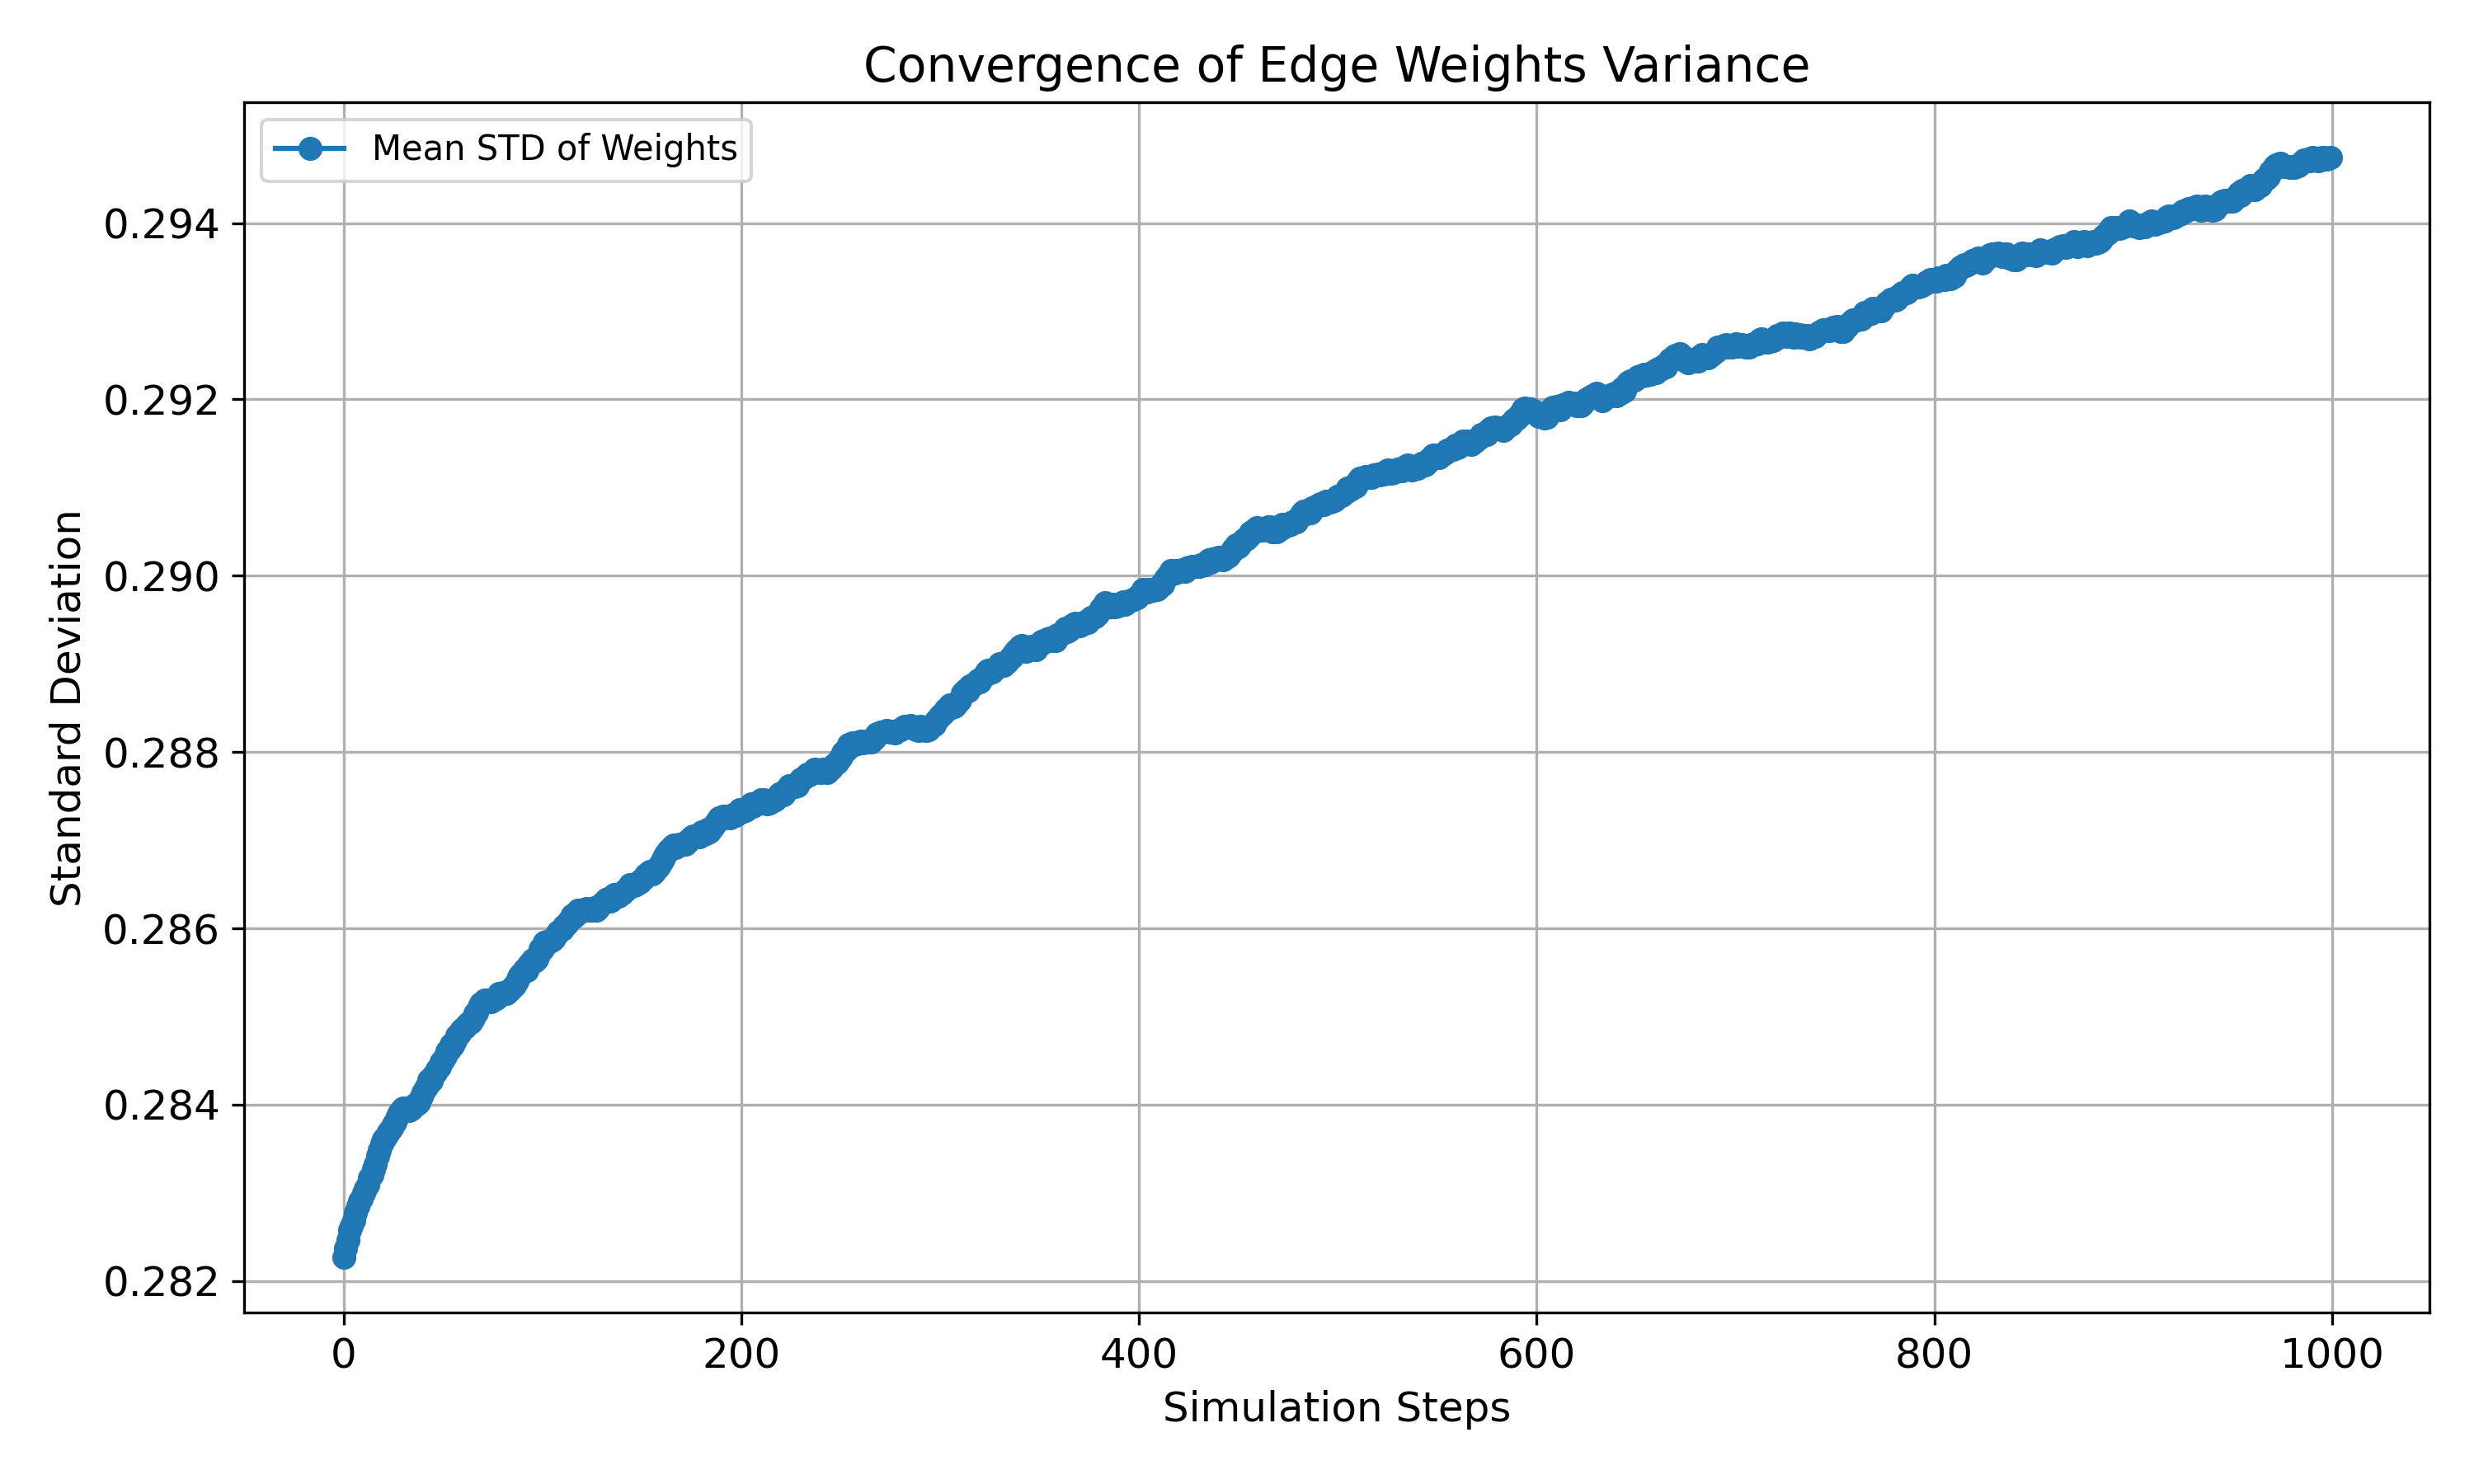 Convergence of Edge Weights Variance
Mean STD of Weights
Standard Deviation
0.294
0.292
0.290
0.288
0.286
0.284
0.282
0 200 400 600 800 1000
Simulation Steps